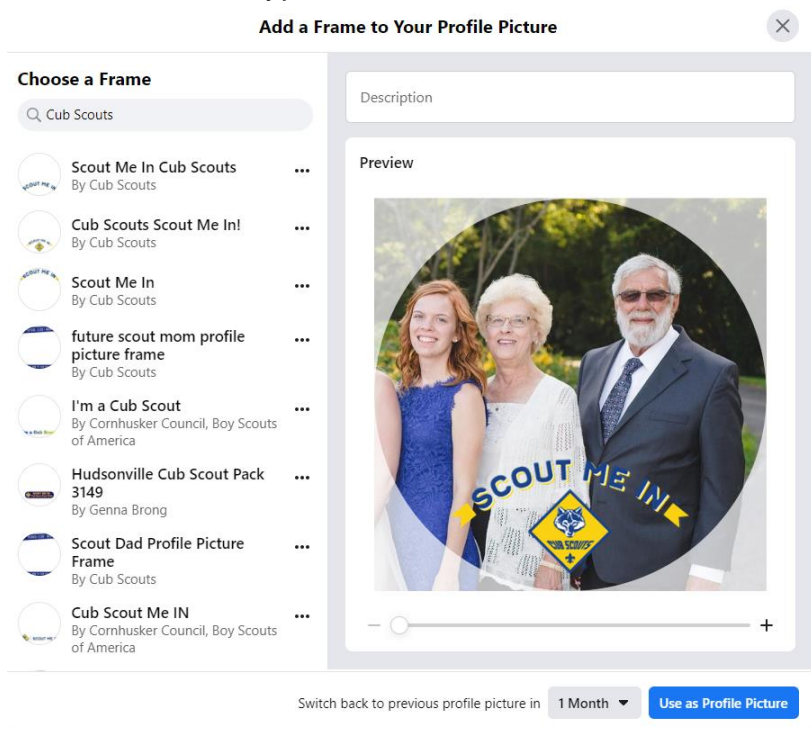 Add a Frame to Your Profile Picture
Choose a Frame
Cub Scouts
Scout Me In Cub Scouts
By Cub Scouts
Cub Scouts Scout Me In!
By Cub Scouts
Scout Me In
By Cub Scouts
future scout mom profile
picture frame
By Cub Scouts
I'm a Cub Scout
By Cornhusker Council, Boy Scouts
of America
Hudsonville Cub Scout Pack
3149
By Genna Brong
Scout Dad Profile Picture
Frame
By Cub Scouts
Cub Scout Me IN
By Cornhusker Council, Boy Scouts
of America
Description
Preview
SCOUT ME IN
CUB SCOUTS
Switch back to previous profile picture in
1 Month
Use as Profile Picture